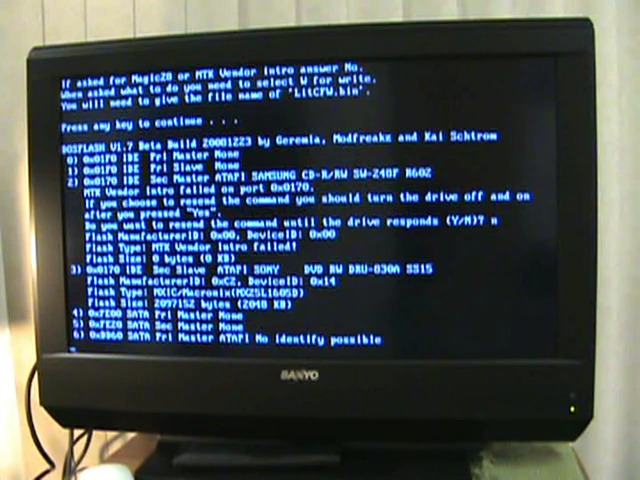 If asked for MagicZ8 or MTK Vendor Intro answer No.
When asked what to do you need to select W for write.
You will need to give the file name of 'LitCFW.bin'.
Press any key to continue . . .
DOSFLASH V1.7 Beta Build 20081223 by Geremia, Modfreakz and Kai Schtrom
0) 0x01F0 IDE Pri Master None
1) 0x01F0 IDE Pri Slave None
2) 0x0170 IDE Sec Master ATAPI SAMSUNG CD-R/RW SW-248F R602
MTK Vendor Intro failed on port 0x0170.
If you choose to resend the command you should turn the drive off and on
after you pressed "Yes".
Do you want to resend the command until the drive responds (Y/N)? n
Flash ManufacturerID: 0x00, DeviceID: 0x00
Flash Type: MTK Vendor Intro failed!
Flash Size: 0 bytes (0 KB)
3) 0x0170 IDE Sec Slave ATAPI SONY DVD RW DRU-830A SS15
Flash ManufacturerID: 0xC2, DeviceID: 0x14
Flash Type: MXIC/Macronix(MX25L1605D)
Flash Size: 2097152 bytes (2048 KB)
4) 0xFE00 SATA Pri Master None
5) 0xFE20 SATA Sec Master None
6) SATA Pri Master ATAPI No Identify possible
SANYO